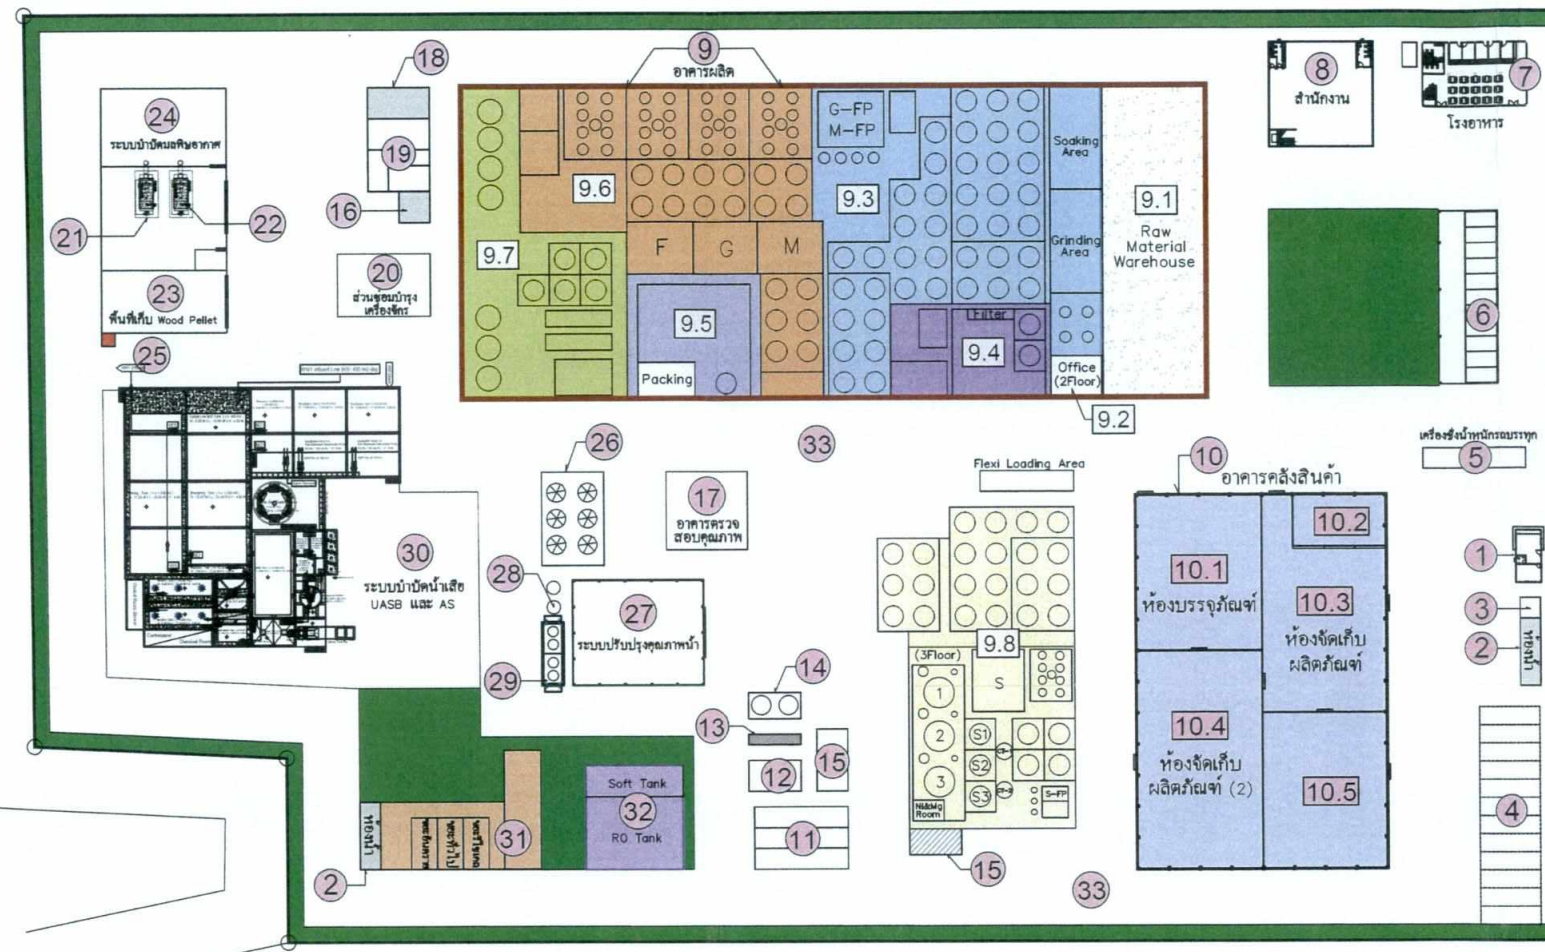 18
9
อาคารผลิต
8
สำนักงาน
7
โรงอาหาร
24
ระบบบำบัดมลพิษอากาศ
19
16
21
22
20
ส่วนซ่อมบำรุง
เครื่องจักร
23
พื้นที่เก็บ Wood Pellet
25
G-FP
M-FP
9.6
9.3
9.7
F
G
M
9.5
Packing
Filter
9.4
Soaking
Area
Grinding
Area
Office
(2Floor)
9.2
9.1
Raw
Material
Warehouse
6
เครื่องชั่งน้ำหนักรถบรรทุก
5
26
33
17
อาคารตรวจ
สอบคุณภาพ
Flexi Loading Area
10
อาคารคลังสินค้า
10.1
ห้องบรรจุภัณฑ์
10.2
10.3
ห้องจัดเก็บ
ผลิตภัณฑ์
10.4
ห้องจัดเก็บ
ผลิตภัณฑ์ (2)
10.5
1
3
2
ห้องน้ำ
4
30
ระบบบำบัดน้ำเสีย
UASB และ AS
28
27
ระบบปรับปรุงคุณภาพน้ำ
29
14
13
12
15
11
9.8
(3Floor)
S
1
2
3
S1
S2
S3
S-FP
Ni&Mg
Room
15
33
Soft Tank
32
RO Tank
31
ห้องน้ำ
2